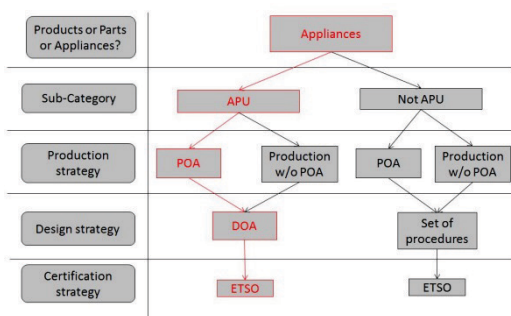 Products or Parts
or Appliances?
Appliances
Sub-Category
APU
Not APU
Production
strategy
POA
Production
w/o POA
POA
Production
w/o POA
Design strategy
DOA
Set of
procedures
Certification
strategy
ETSO
ETSO